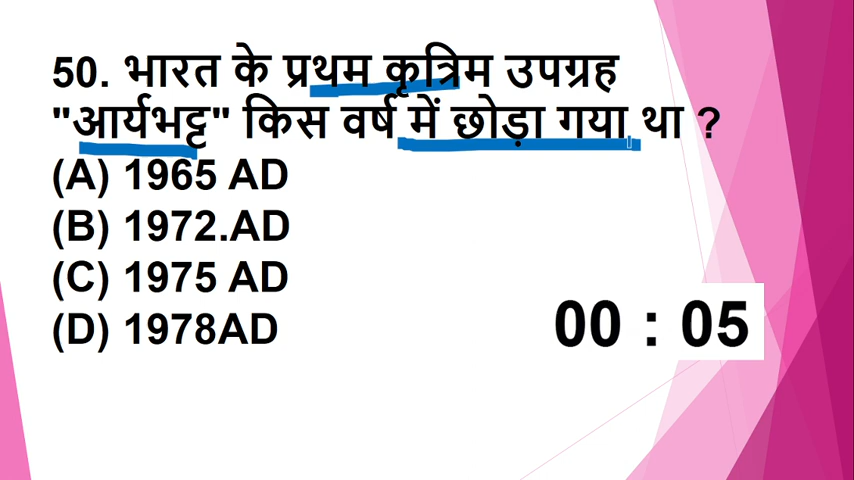 50. भारत के प्रथम कृत्रिम उपग्रह
"आर्यभट्ट" किस वर्ष में छोड़ा गया था ?
(A) 1965 AD
(B) 1972.AD
(C) 1975 AD
(D) 1978AD
00 : 05